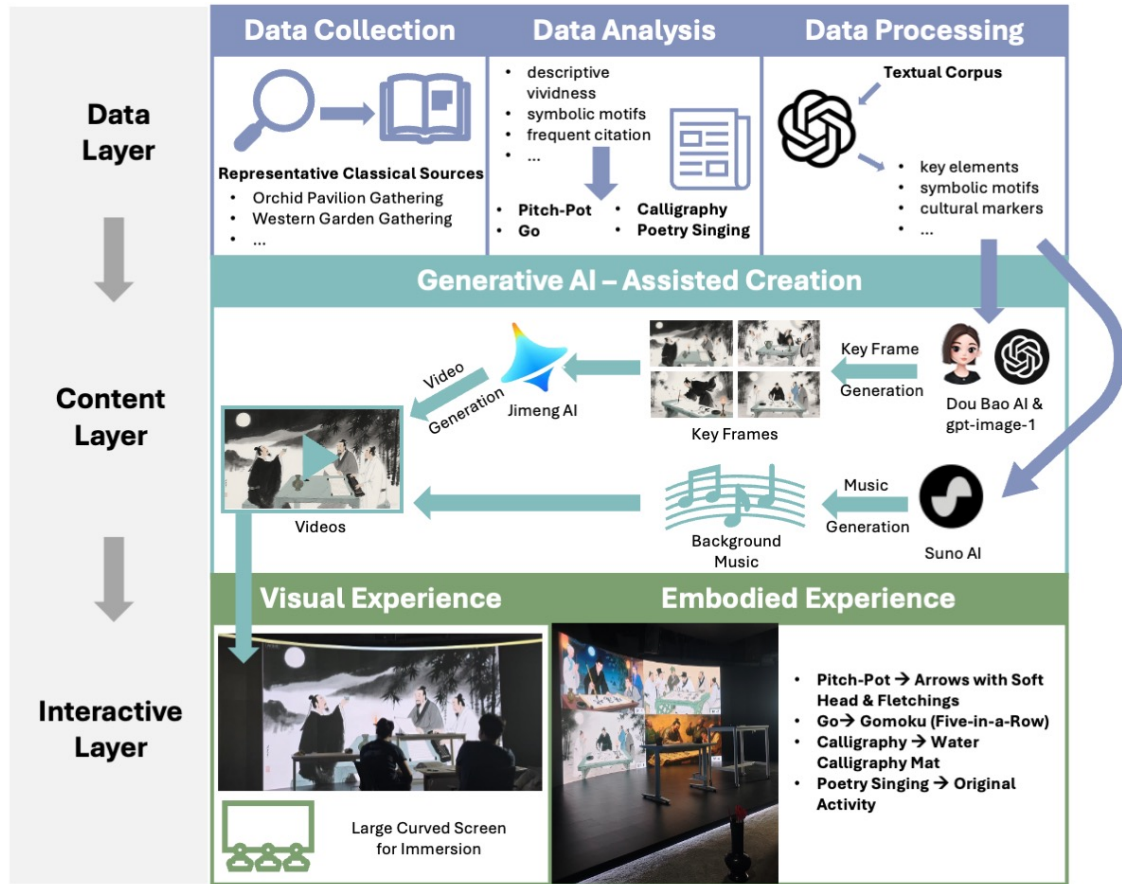 Data Layer
Content Layer
Interactive Layer
Data Collection
Representative Classical Sources
• Orchid Pavilion Gathering
• Western Garden Gathering
• ...
Data Analysis
• descriptive
vividness
• symbolic motifs
• frequent citation
• ...
• Pitch-Pot
• Go
• Calligraphy
• Poetry Singing
Data Processing
Textual Corpus
• key elements
• symbolic motifs
• cultural markers
• ...
Generative AI – Assisted Creation
Dou Bao AI &
gpt-image-1
Key Frame
Generation
Key Frames
Jimeng AI
Video
Generation
Videos
Suno AI
Music
Generation
Background
Music
Visual Experience
Large Curved Screen
for Immersion
Embodied Experience
• Pitch-Pot → Arrows with Soft
Head & Fletchings
• Go→ Gomoku (Five-in-a-Row)
• Calligraphy → Water
Calligraphy Mat
• Poetry Singing → Original
Activity